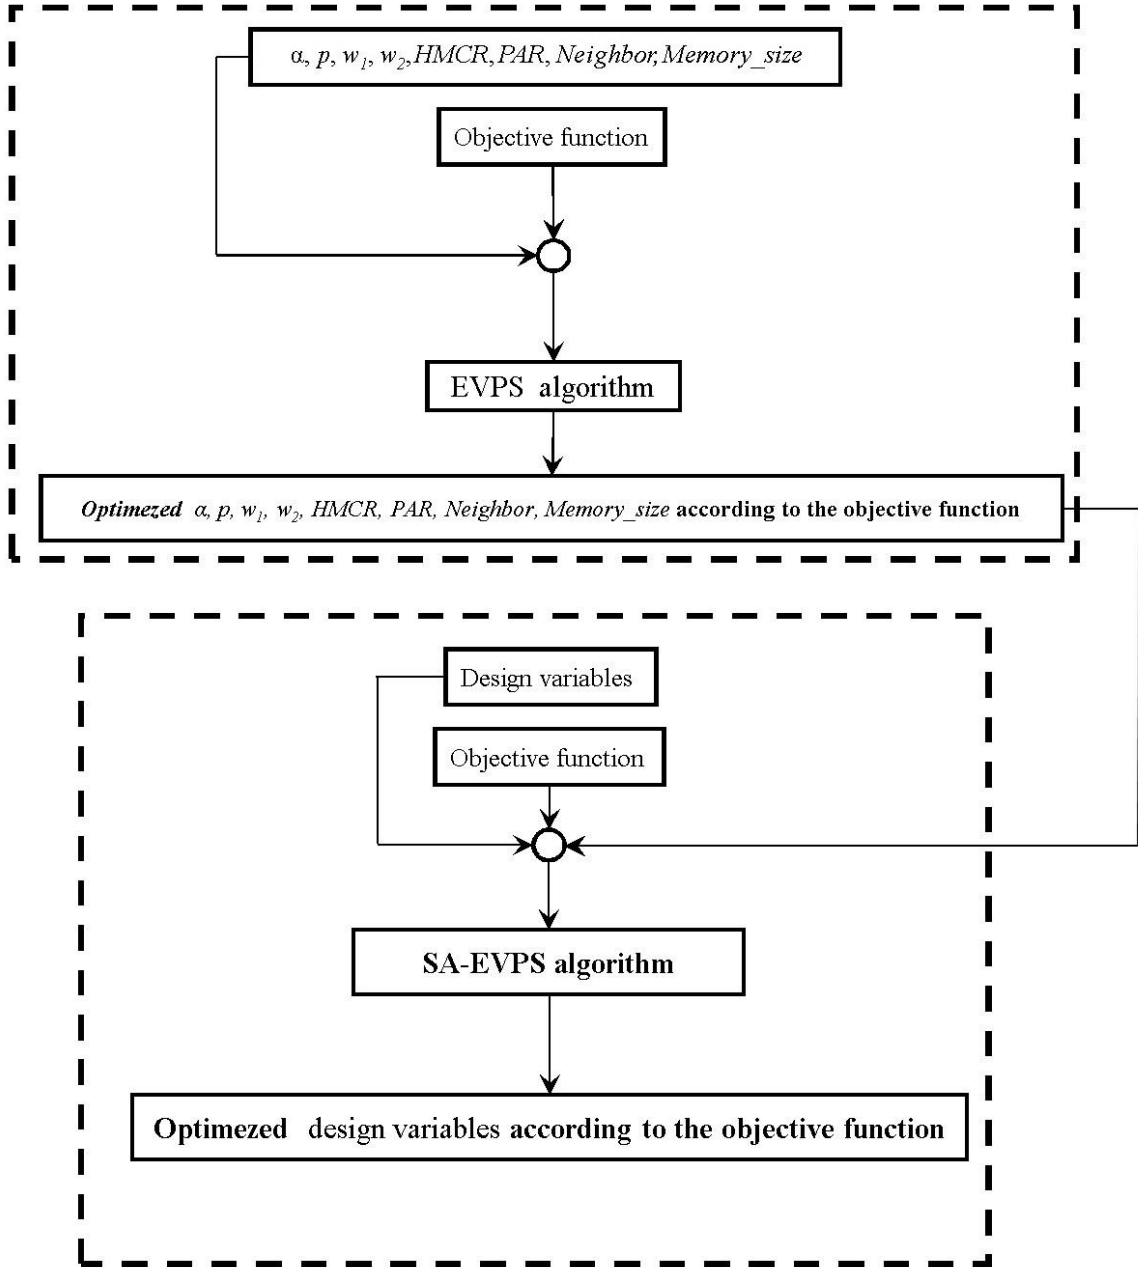 α, p, w₁, w₂, HMCR, PAR, Neighbor, Memory_size
Objective function
EVPS algorithm
Optimezed α, p, w₁, w₂, HMCR, PAR, Neighbor, Memory_size according to the objective function
Design variables
Objective function
SA-EVPS algorithm
Optimezed design variables according to the objective function